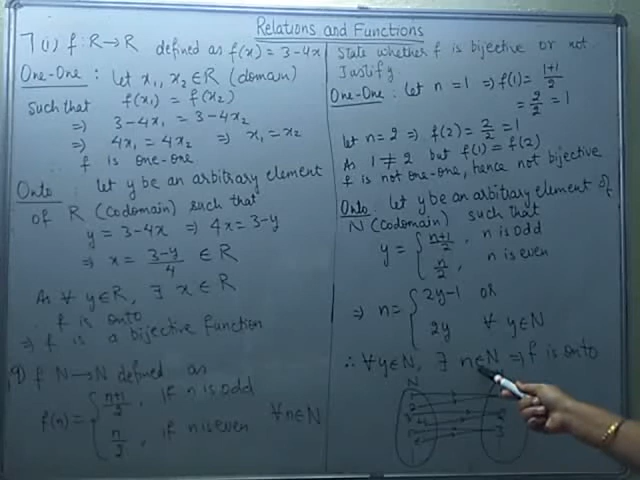 Relations and Functions
7 (i) f : R→R defined as f(x) = 3-4x
One-One : let x₁, x₂ ∈ R (domain)
such that f(x₁) = f(x₂)
⇒) 3-4x₁ = 3-4x₂
⇒) 4x₁ = 4x₂ ⇒ x₁ = x₂
f is one-one
Onto : let y be an arbitrary element
of R (Codomain) such that
y = 3-4x ⇒ 4x = 3-y
⇒ x = (3-y)/4 ∈ R
As ∀ y∈R, ∃ x ∈ R
f is onto
⇒ f is a bijective function
9) f N→N defined as
f(n) = { (n+1)/2, if n is odd
n/2, if n is even ∀n∈N
State whether f is bijective or not
Justify.
One-One : Let n = 1 ⇒ f(1) = (1+1)/2
= 2/2 = 1
let n = 2 ⇒ f(2) = 2/2 = 1
As 1 ≠ 2 but f(1) = f(2)
f is not one-one, hence not bijective
Onto : Let y be an arbitrary element of
N (Codomain) such that
y = { (n+1)/2, n is odd
n/2, n is even
⇒ n = { 2y-1 or
2y ∀ y∈N
∴ ∀y∈N, ∃ n∈N ⇒ f is onto
N